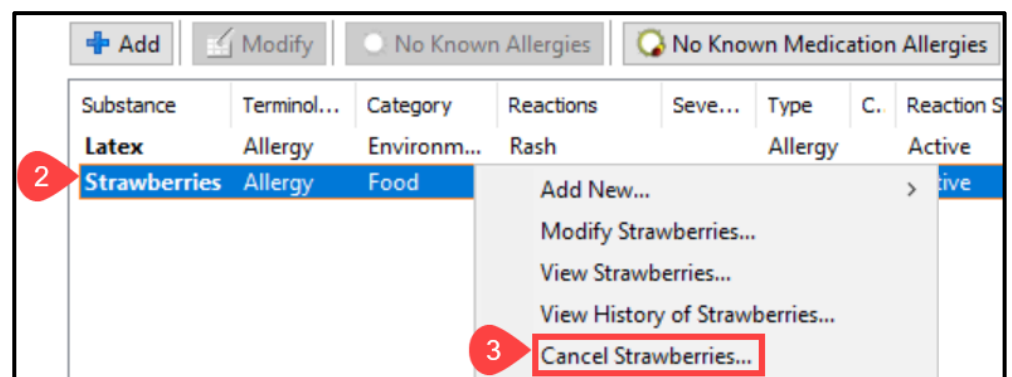 Add Modify No Known Allergies No Known Medication Allergies
Substance Terminol... Category Reactions Seve... Type C.. Reaction S
Latex Allergy Environm... Rash Allergy Active
2 Strawberries Allergy Food tive
Add New... >
Modify Strawberries...
View Strawberries...
View History of Strawberries...
3 Cancel Strawberries...